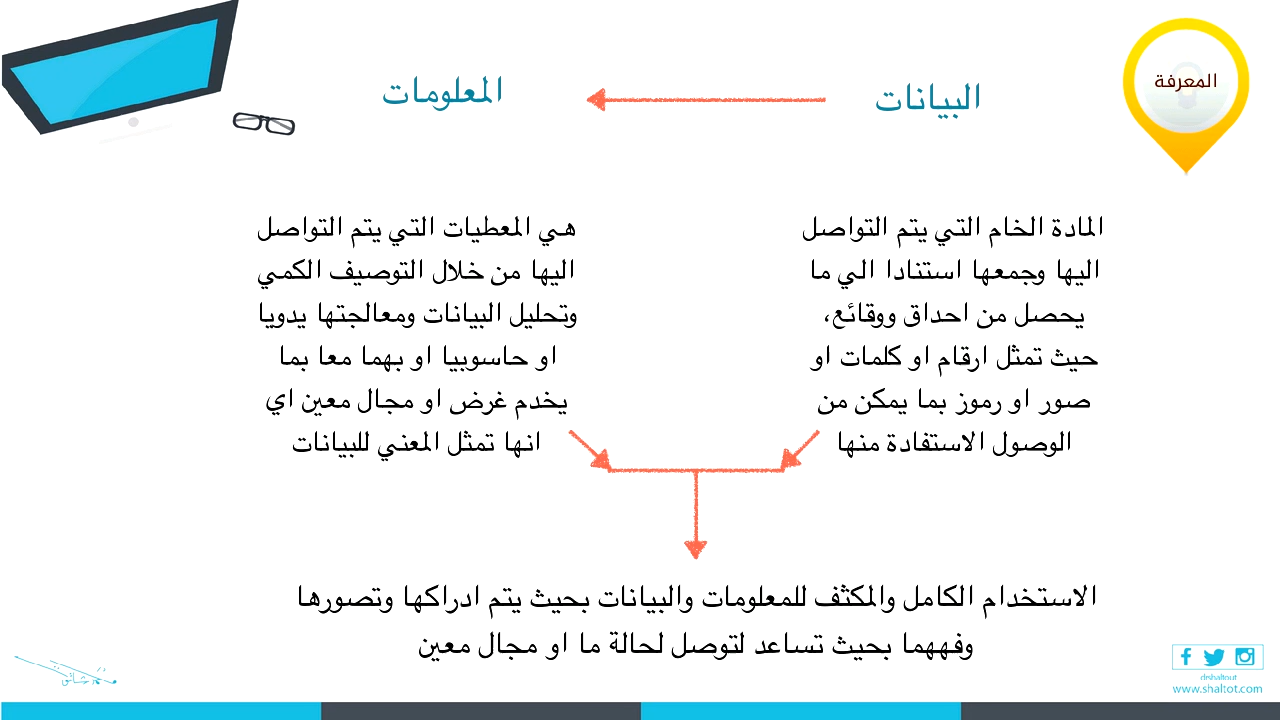 المعرفة
البيانات
المعلومات
المادة الخام التي يتم التواصل
اليها وجمعها استنادا الي ما
يحصل من احداق ووقائع،
حيث تمثل ارقام او كلمات او
صور او رموز بما يمكن من
الوصول الاستفادة منها
هي المعطيات التي يتم التواصل
اليها من خلال التوصيف الكمي
وتحليل البيانات ومعالجتها يدويا
او حاسوبيا او بهما معا بما
يخدم غرض او مجال معين اي
انها تمثل المعني للبيانات
الاستخدام الكامل والمكثف للمعلومات والبيانات بحيث يتم ادراكها وتصورها
وفههما بحيث تساعد لتوصل لحالة ما او مجال معين
drshaltout
www.shaltot.com